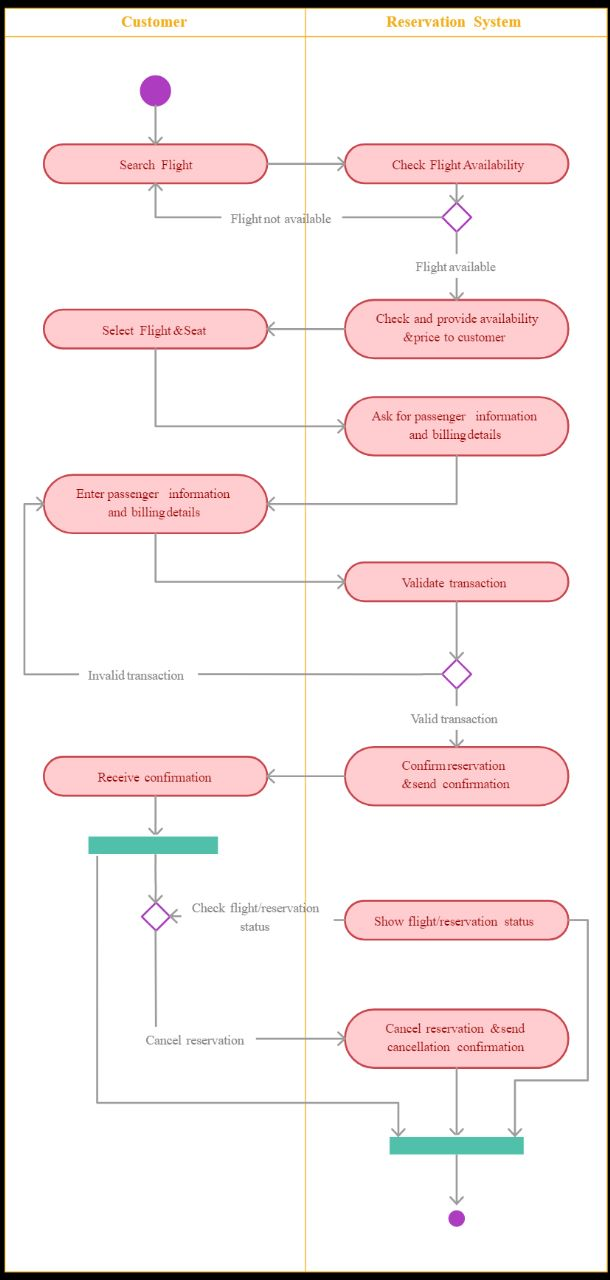 Customer
Reservation System
Search Flight
Check Flight Availability
Flight not available
Flight available
Select Flight & Seat
Check and provide availability
& price to customer
Ask for passenger information
and billing details
Enter passenger information
and billing details
Validate transaction
Invalid transaction
Valid transaction
Receive confirmation
Confirm reservation
& send confirmation
Check flight/reservation
status
Show flight/reservation status
Cancel reservation
Cancel reservation & send
cancellation confirmation